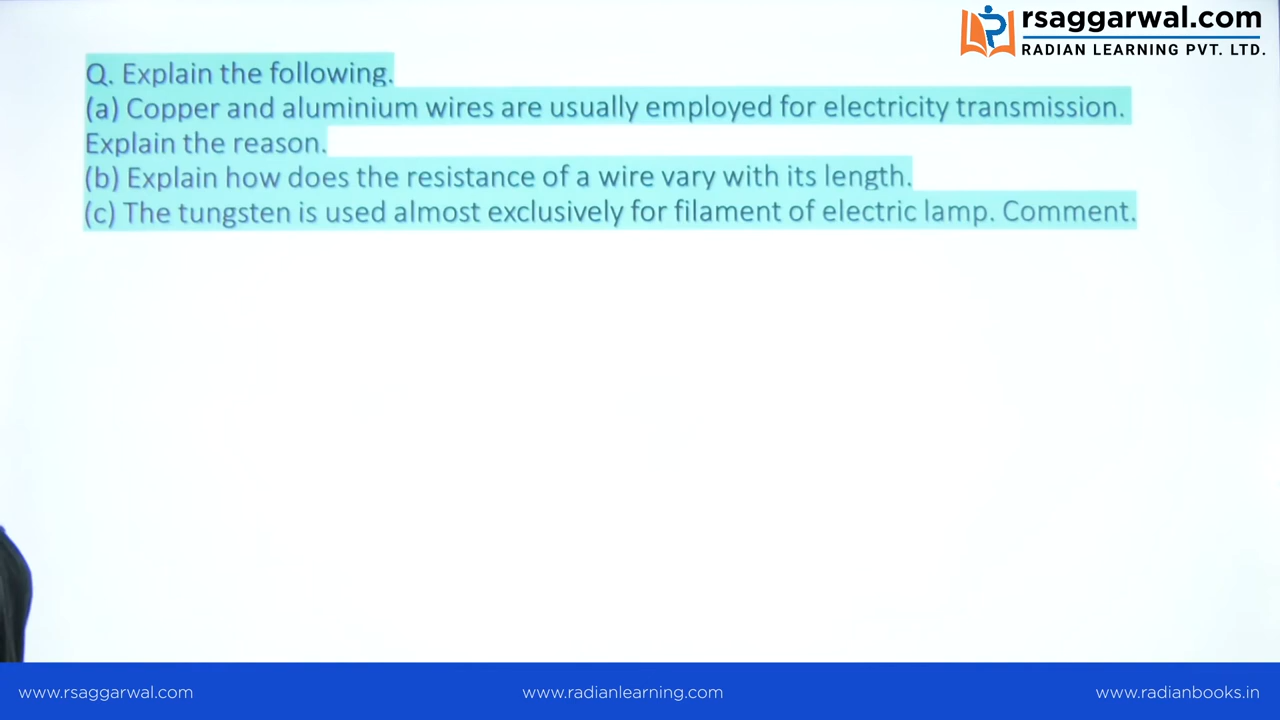 rsaggarwal.com
RADIAN LEARNING PVT. LTD.
Q. Explain the following.
(a) Copper and aluminium wires are usually employed for electricity transmission.
Explain the reason.
(b) Explain how does the resistance of a wire vary with its length.
(c) The tungsten is used almost exclusively for filament of electric lamp. Comment.
www.rsaggarwal.com www.radianlearning.com www.radianbooks.in